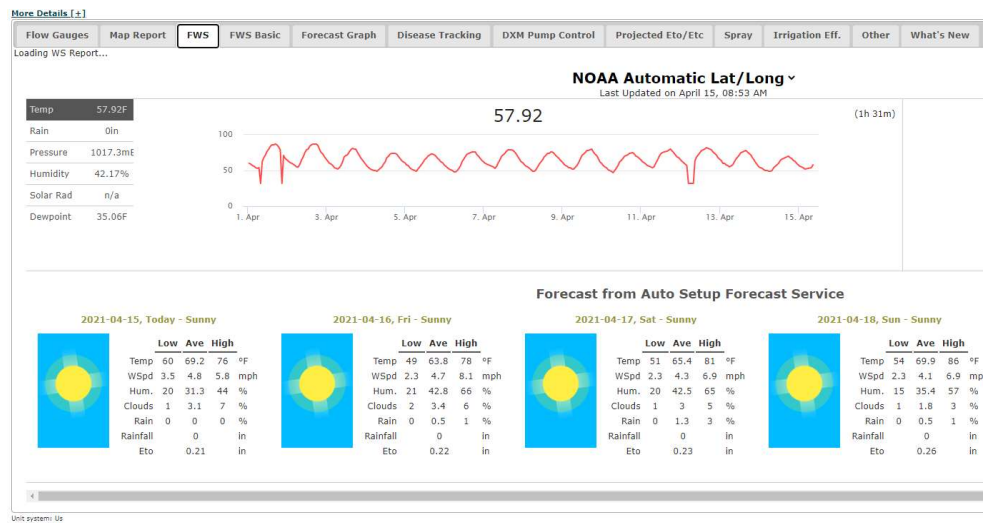 More Details [+]
Flow Gauges Map Report FWS FWS Basic Forecast Graph Disease Tracking DXM Pump Control Projected Eto/Etc Spray Irrigation Eff. Other What's New
Loading WS Report...
NOAA Automatic Lat/Long
Last Updated on April 15, 08:53 AM
Temp 57.92F
Rain 0in
Pressure 1017.3mB
Humidity 42.17%
Solar Rad n/a
Dewpoint 35.06F
57.92
(1h 31m)
100
50
0
1. Apr 3. Apr 5. Apr 7. Apr 9. Apr 11. Apr 13. Apr 15. Apr
Forecast from Auto Setup Forecast Service
2021-04-15, Today - Sunny
Low Ave High
Temp 60 69.2 76 ºF
WSpd 3.5 4.8 5.8 mph
Hum. 20 31.3 44 %
Clouds 1 3.1 7 %
Rain 0 0 0 %
Rainfall 0 in
Eto 0.21 in
2021-04-16, Fri - Sunny
Low Ave High
Temp 49 63.8 78 ºF
WSpd 2.3 4.7 8.1 mph
Hum. 21 42.8 66 %
Clouds 2 3.4 6 %
Rain 0 0.5 1 %
Rainfall 0 in
Eto 0.22 in
2021-04-17, Sat - Sunny
Low Ave High
Temp 51 65.4 81 ºF
WSpd 2.3 4.3 6.9 mph
Hum. 20 42.5 65 %
Clouds 1 3 5 %
Rain 0 1.3 3 %
Rainfall 0 in
Eto 0.23 in
2021-04-18, Sun - Sunny
Low Ave High
Temp 54 69.9 86 ºF
WSpd 2.3 4.1 6.9 mp
Hum. 15 35.4 57 %
Clouds 1 1.8 3 %
Rain 0 0.5 1 %
Rainfall 0 in
Eto 0.26 in
Unit system: Us